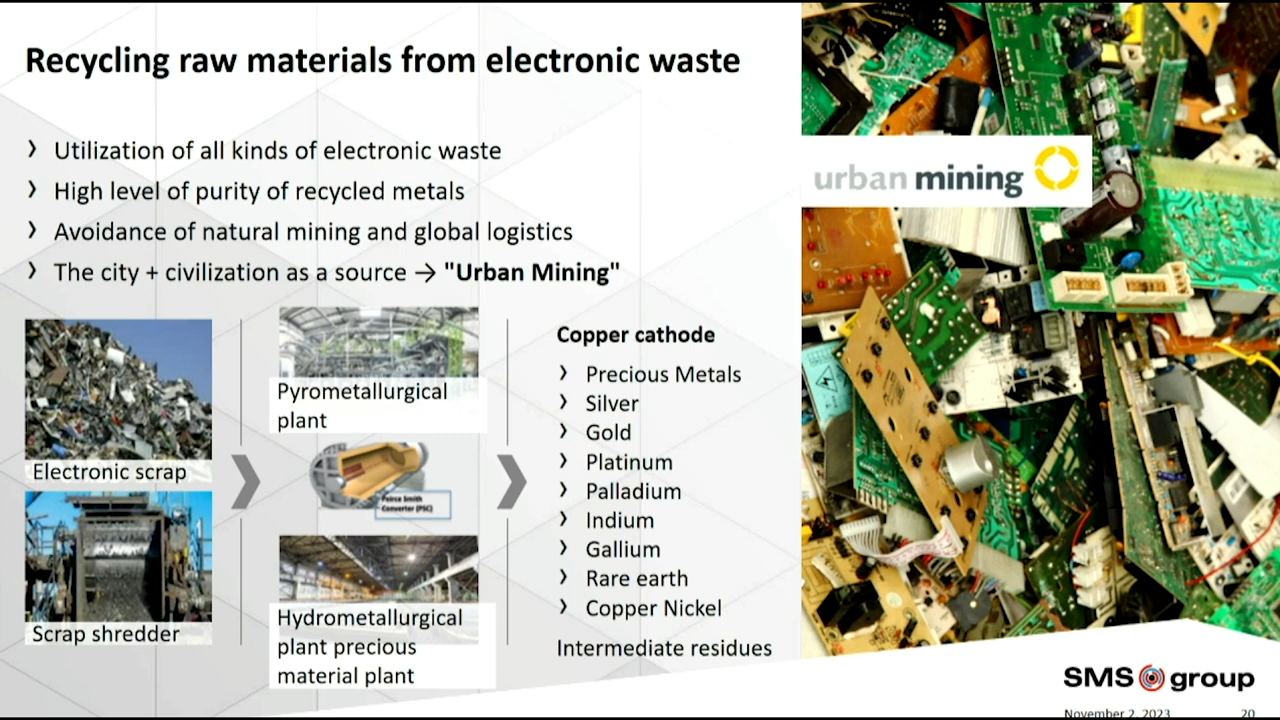 Recycling raw materials from electronic waste
› Utilization of all kinds of electronic waste
› High level of purity of recycled metals
› Avoidance of natural mining and global logistics
› The city + civilization as a source → "Urban Mining"
urban mining
Electronic scrap
Scrap shredder
Pyrometallurgical
plant
Peirce Smith
Converter (PSC)
Hydrometallurgical
plant precious
material plant
Copper cathode
› Precious Metals
› Silver
› Gold
› Platinum
› Palladium
› Indium
› Gallium
› Rare earth
› Copper Nickel
Intermediate residues
SMS group
November 2, 2023 20